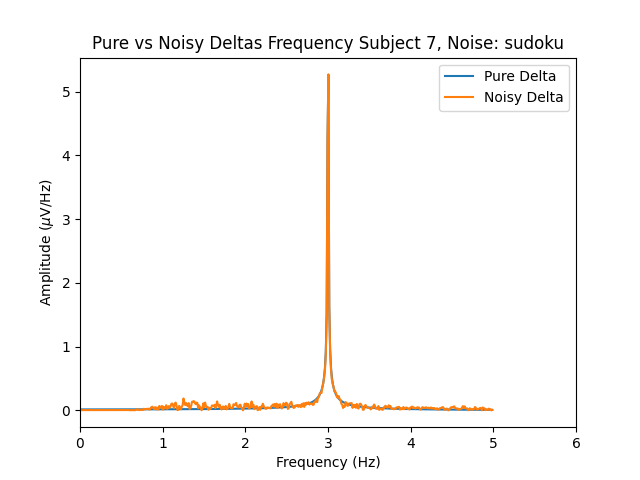 Pure vs Noisy Deltas Frequency Subject 7, Noise: sudoku
Pure Delta
Noisy Delta
Amplitude (μV/Hz)
5
4
3
2
1
0
0 1 2 3 4 5 6
Frequency (Hz)